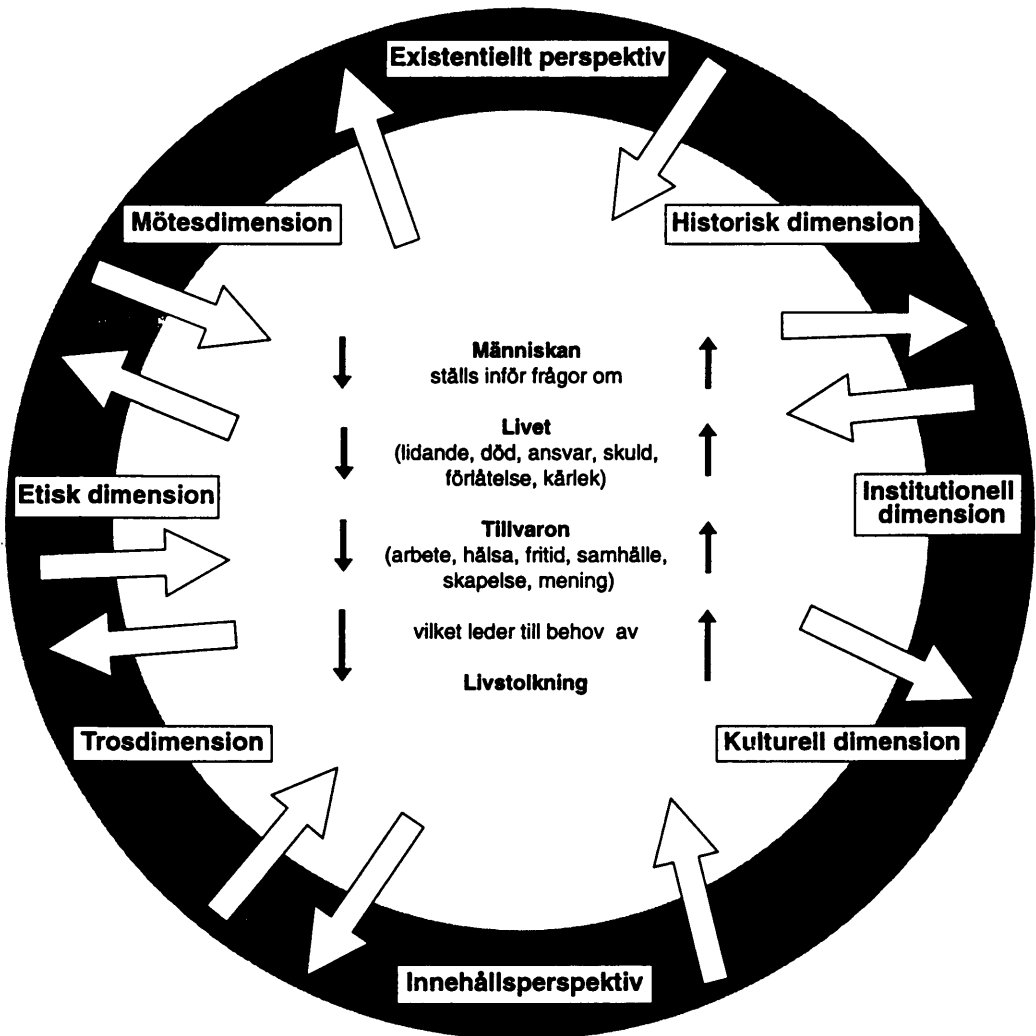 Existentiellt perspektiv
Mötesdimension
Historisk dimension
Människan
ställs inför frågor om
Livet
(lidande, död, ansvar, skuld,
förlåtelse, kärlek)
Etisk dimension
Institutionell
dimension
Tillvaron
(arbete, hälsa, fritid, samhälle,
skapelse, mening)
vilket leder till behov av
Livstolkning
Trosdimension
Kulturell dimension
Innehållsperspektiv